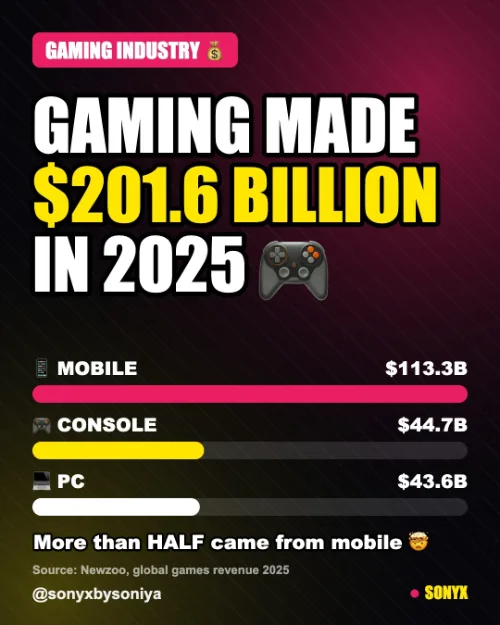 GAMING INDUSTRY 💰
GAMING MADE
$201.6 BILLION
IN 2025 🎮
📱 MOBILE $113.3B
🎮 CONSOLE $44.7B
💻 PC $43.6B
More than HALF came from mobile 🤯
Source: Newzoo, global games revenue 2025
@sonyxbysoniya
SONYX